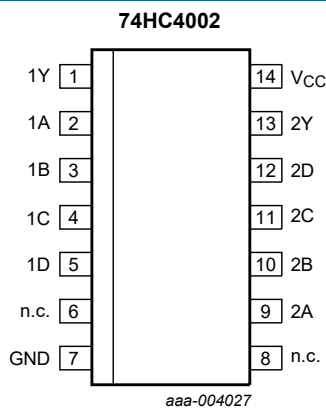 74HC4002
1Y 1 14 VCC
1A 2 13 2Y
1B 3 12 2D
1C 4 11 2C
1D 5 10 2B
n.c. 6 9 2A
GND 7 8 n.c.
aaa-004027